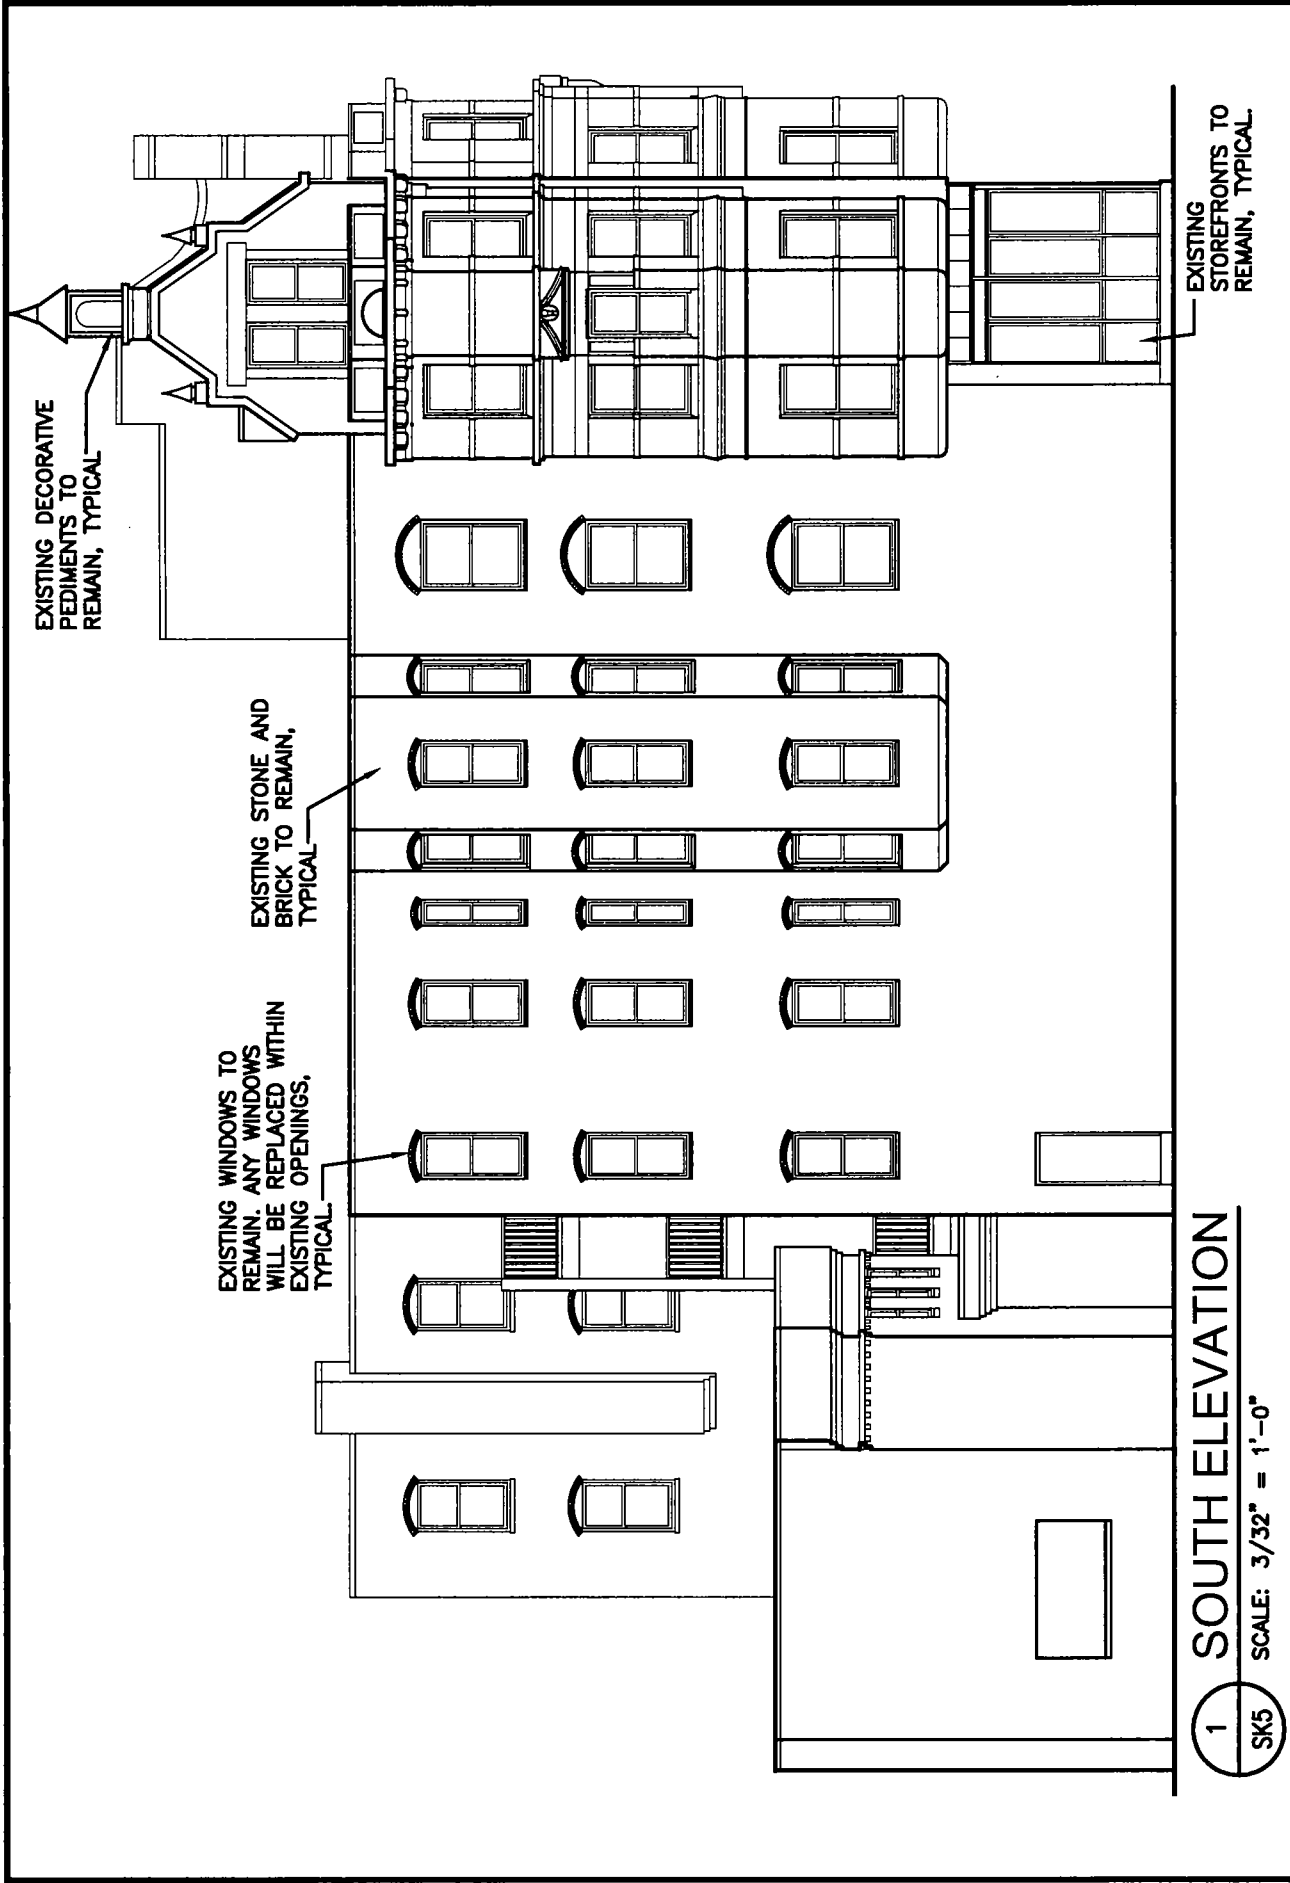 EXISTING DECORATIVE
PEDIMENTS TO
REMAIN, TYPICAL
EXISTING STONE AND
BRICK TO REMAIN,
TYPICAL
EXISTING WINDOWS TO
REMAIN. ANY WINDOWS
WILL BE REPLACED WITHIN
EXISTING OPENINGS,
TYPICAL.
EXISTING
STOREFRONTS TO
REMAIN, TYPICAL.
1
SK5
SOUTH ELEVATION
SCALE: 3/32" = 1'-0"